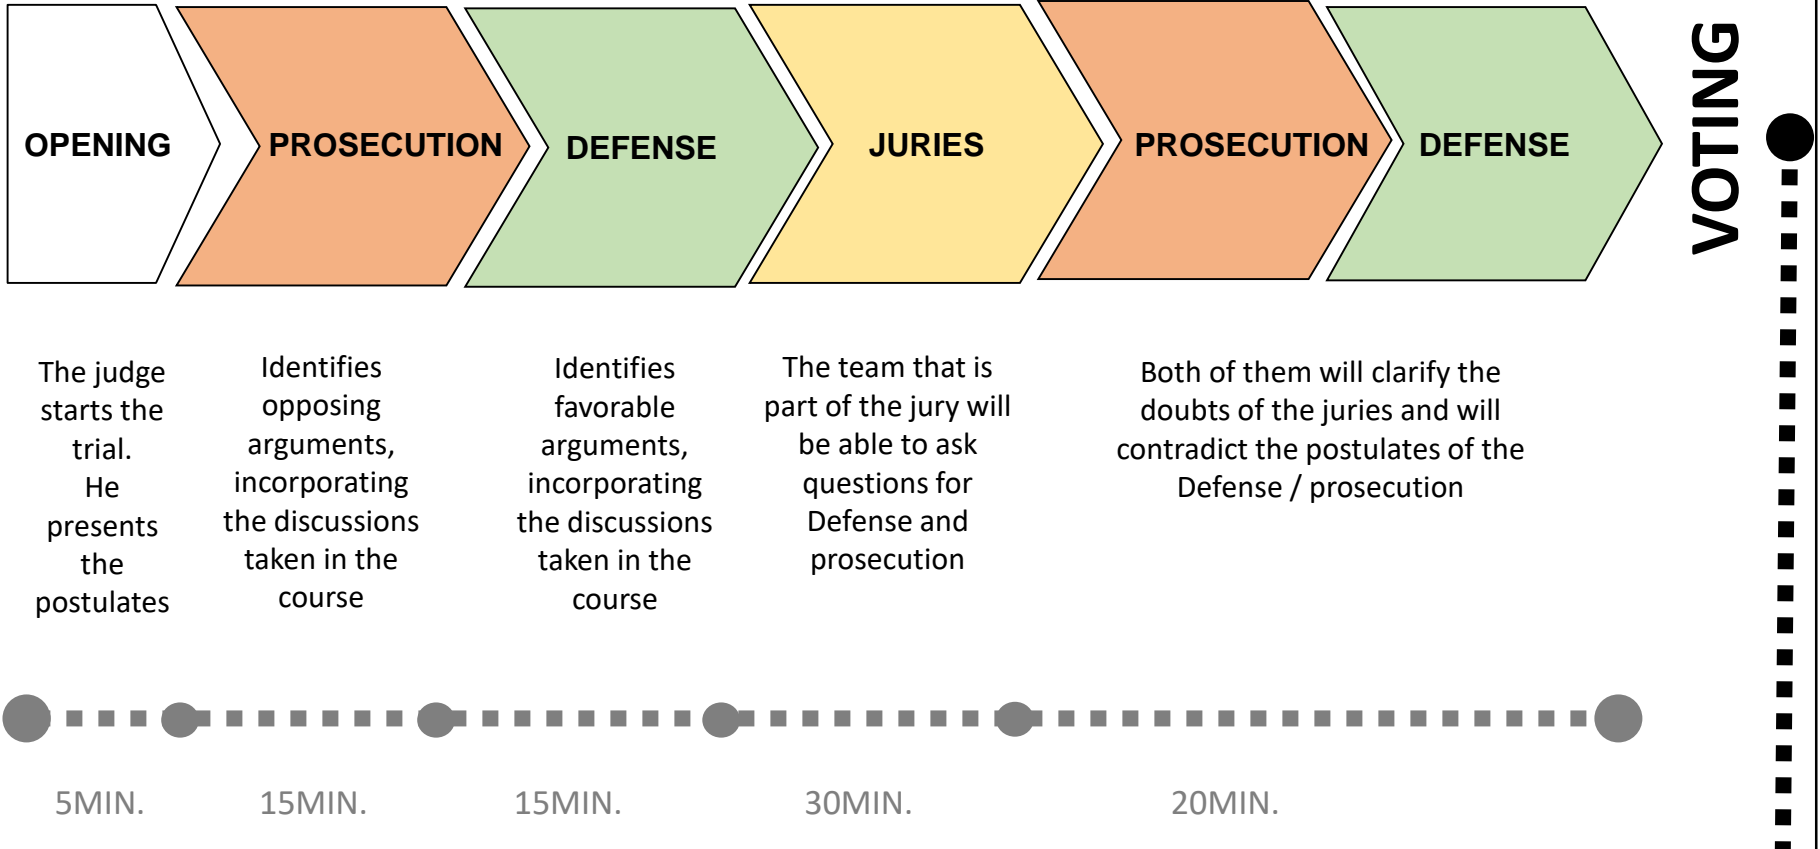 OPENING
PROSECUTION
DEFENSE
JURIES
PROSECUTION
DEFENSE
VOTING
The judge
starts the
trial.
He
presents
the
postulates
Identifies
opposing
arguments,
incorporating
the discussions
taken in the
course
Identifies
favorable
arguments,
incorporating
the discussions
taken in the
course
The team that is
part of the jury will
be able to ask
questions for
Defense and
prosecution
Both of them will clarify the
doubts of the juries and will
contradict the postulates of the
Defense / prosecution
5MIN.
15MIN.
15MIN.
30MIN.
20MIN.